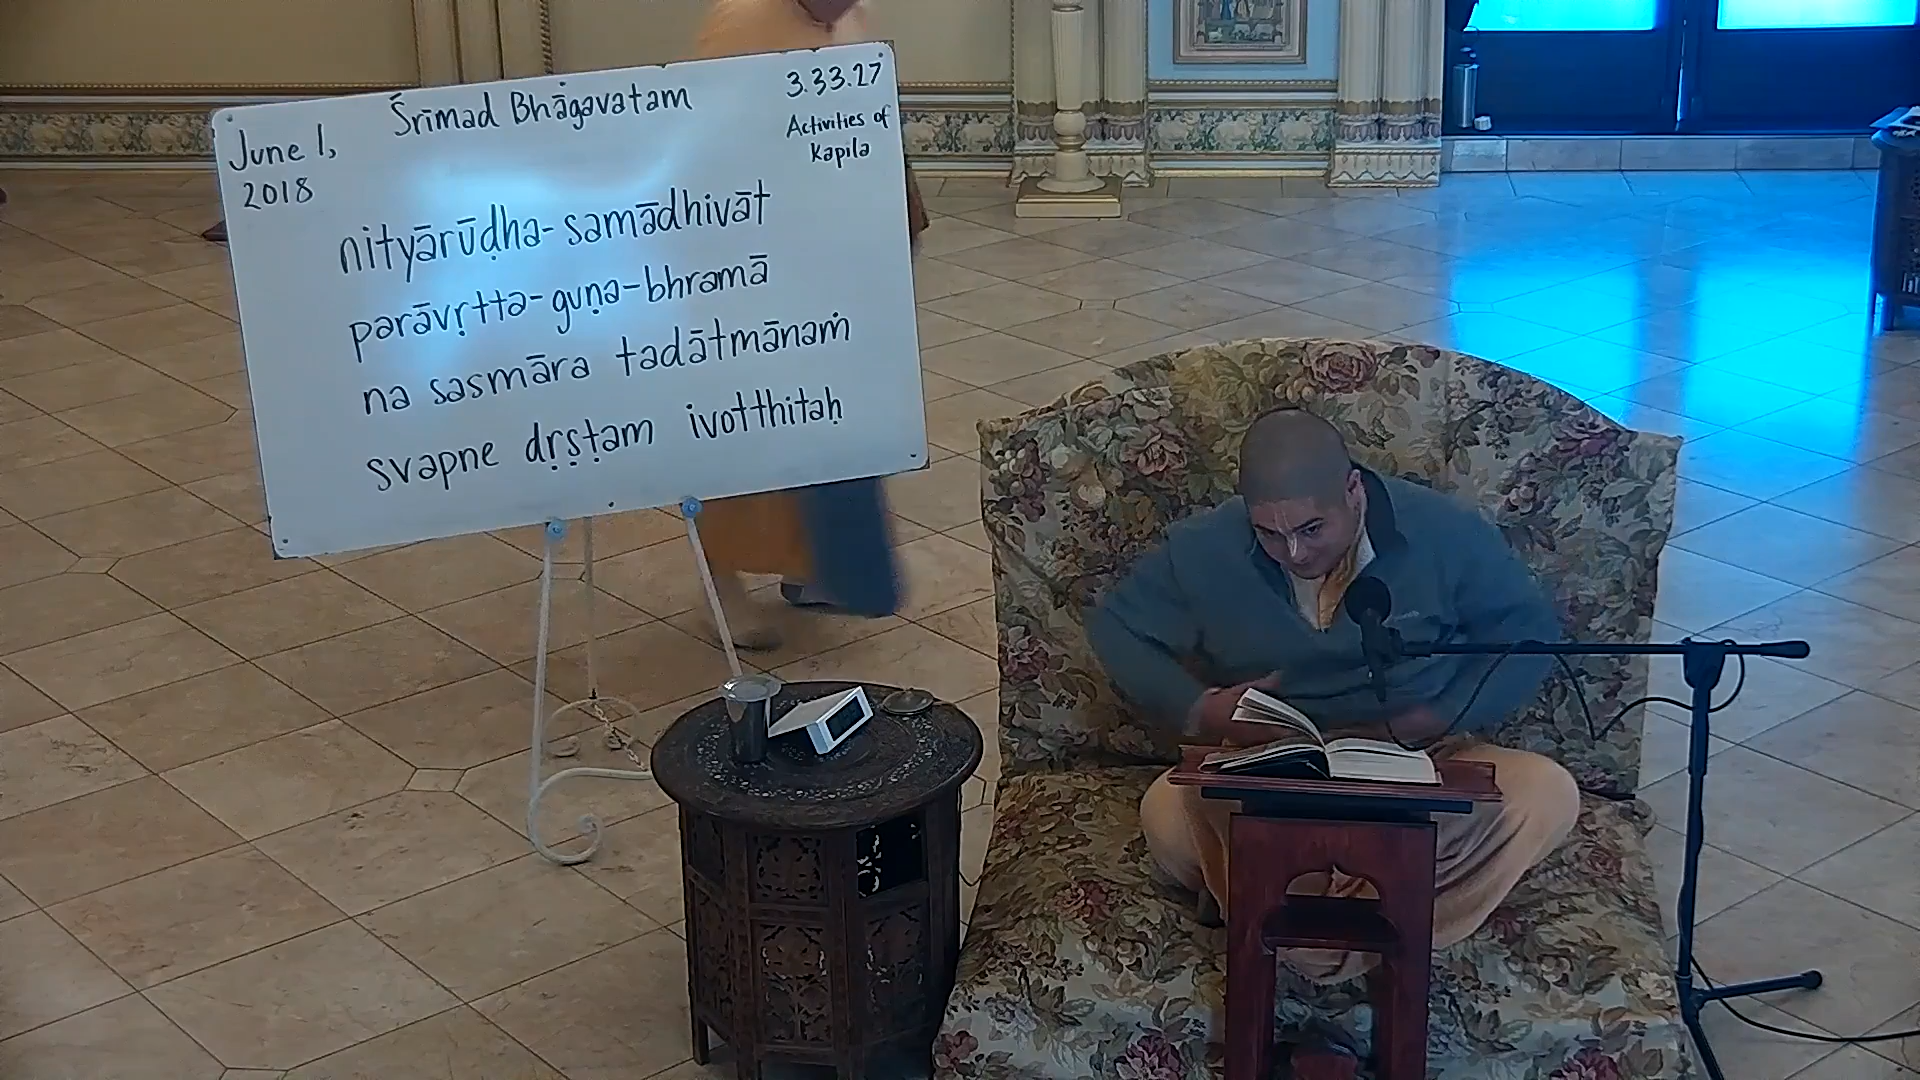 June 1,
2018
Śrīmad Bhāgavatam
3.33.27
Activities of
Kapila
nityārūḍha-samādhivāt
parāvṛtta-guṇa-bhramā
na sasmāra tadātmānaṁ
svapne dṛṣṭam ivotthitaḥ